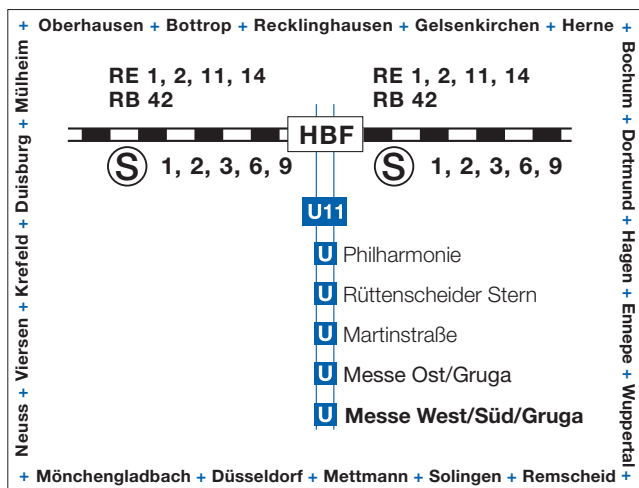 + Oberhausen + Bottrop + Recklinghausen + Gelsenkirchen + Herne +
RE 1, 2, 11, 14
RB 42
RE 1, 2, 11, 14
RB 42
HBF
S 1, 2, 3, 6, 9
S 1, 2, 3, 6, 9
U11
U Philharmonie
U Rüttenscheider Stern
U Martinstraße
U Messe Ost/Gruga
U Messe West/Süd/Gruga
Neuss + Viersen + Krefeld + Duisburg + Mülheim
Bochum + Dortmund + Hagen + Ennepe + Wuppertal
+ Mönchengladbach + Düsseldorf + Mettmann + Solingen + Remscheid +